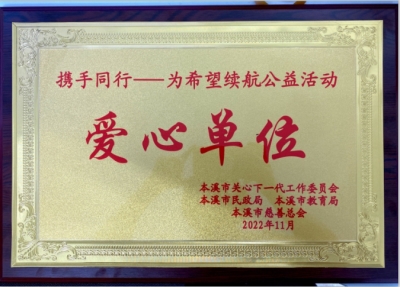 携手同行——为希望续航公益活动
爱心单位
本溪市关心下一代工作委员会
本溪市民政局 本溪市教育局
本溪市慈善总会
2022年11月